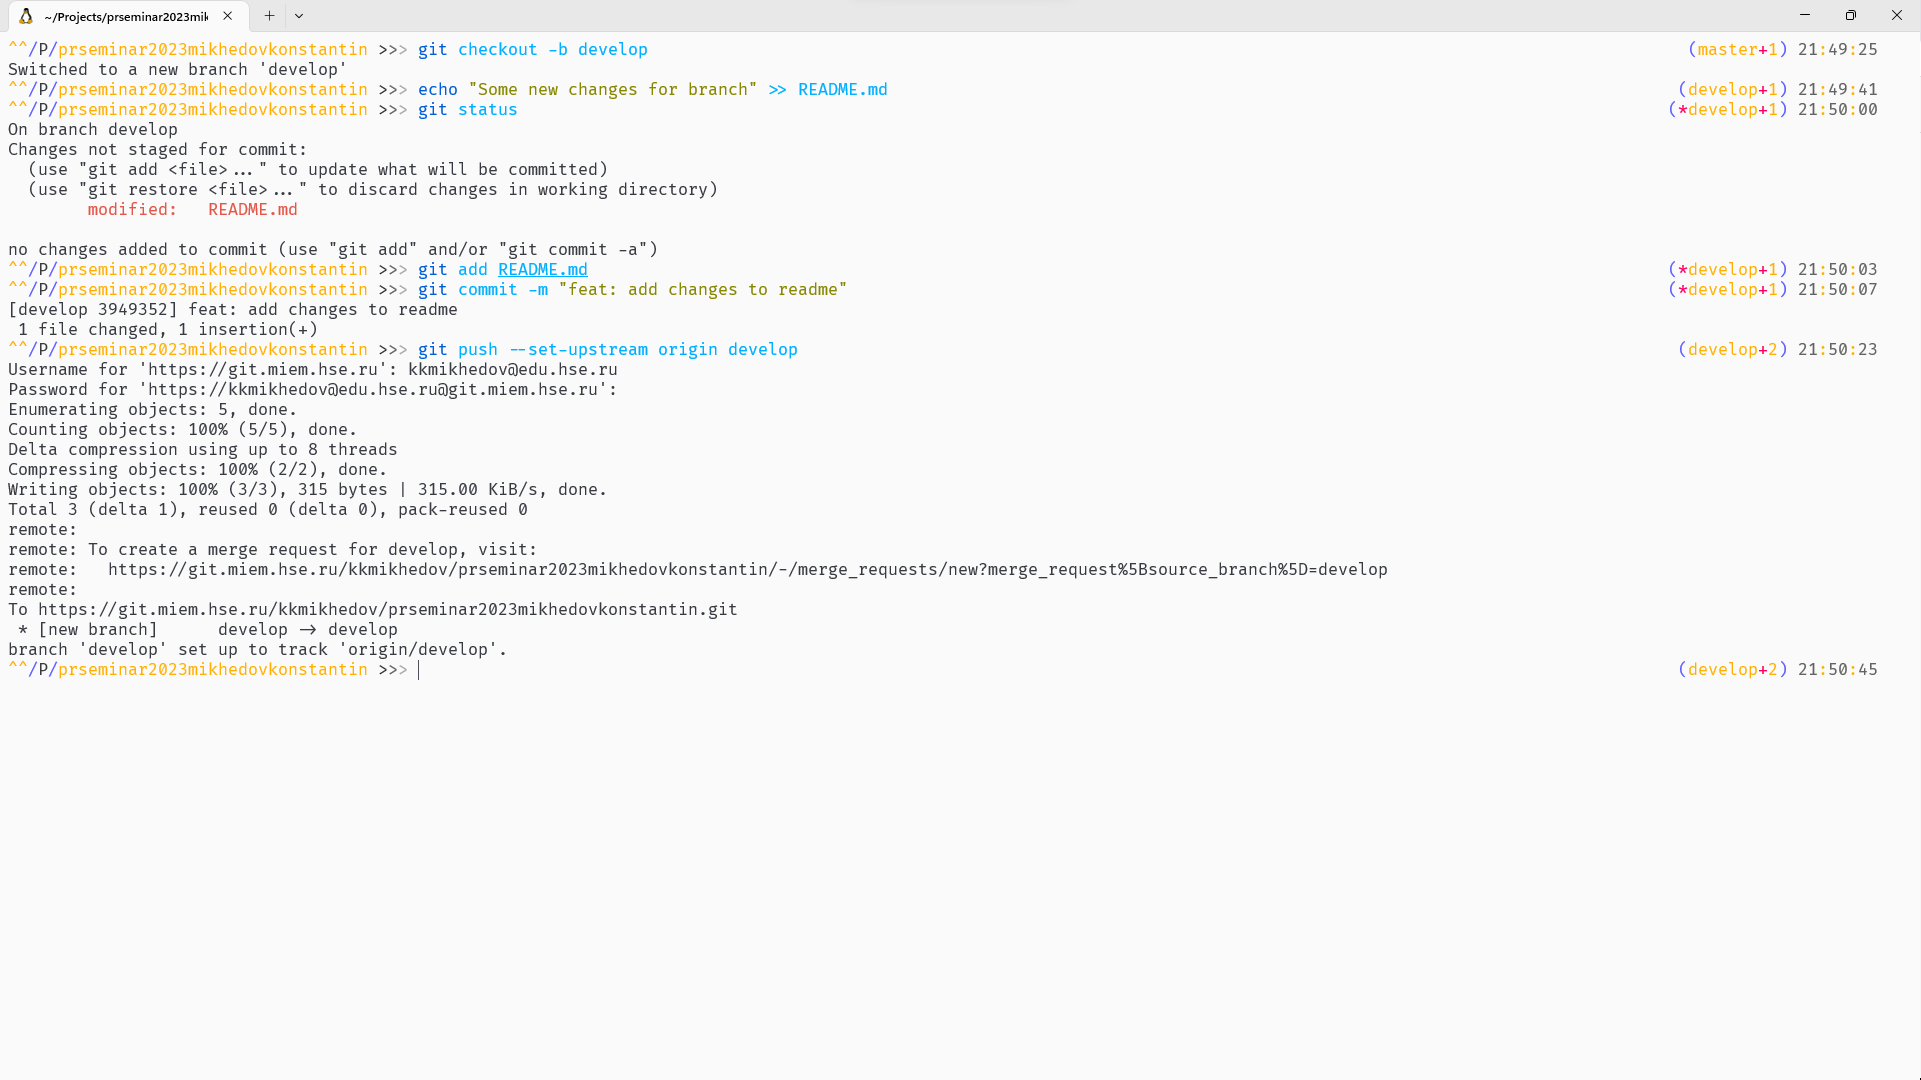 ~/Projects/prseminar2023mik
^^/P/prseminar2023mikhedovkonstantin >>> git checkout -b develop (master+1) 21:49:25
Switched to a new branch 'develop'
^^/P/prseminar2023mikhedovkonstantin >>> echo "Some new changes for branch" >> README.md (develop+1) 21:49:41
^^/P/prseminar2023mikhedovkonstantin >>> git status (*develop+1) 21:50:00
On branch develop
Changes not staged for commit:
  (use "git add <file>..." to update what will be committed)
  (use "git restore <file>..." to discard changes in working directory)
        modified:   README.md

no changes added to commit (use "git add" and/or "git commit -a")
^^/P/prseminar2023mikhedovkonstantin >>> git add README.md (*develop+1) 21:50:03
^^/P/prseminar2023mikhedovkonstantin >>> git commit -m "feat: add changes to readme" (*develop+1) 21:50:07
[develop 3949352] feat: add changes to readme
 1 file changed, 1 insertion(+)
^^/P/prseminar2023mikhedovkonstantin >>> git push --set-upstream origin develop (develop+2) 21:50:23
Username for 'https://git.miem.hse.ru': kkmikhedov@edu.hse.ru
Password for 'https://kkmikhedov@edu.hse.ru@git.miem.hse.ru':
Enumerating objects: 5, done.
Counting objects: 100% (5/5), done.
Delta compression using up to 8 threads
Compressing objects: 100% (2/2), done.
Writing objects: 100% (3/3), 315 bytes | 315.00 KiB/s, done.
Total 3 (delta 1), reused 0 (delta 0), pack-reused 0
remote:
remote: To create a merge request for develop, visit:
remote:   https://git.miem.hse.ru/kkmikhedov/prseminar2023mikhedovkonstantin/-/merge_requests/new?merge_request%5Bsource_branch%5D=develop
remote:
To https://git.miem.hse.ru/kkmikhedov/prseminar2023mikhedovkonstantin.git
 * [new branch]      develop -> develop
branch 'develop' set up to track 'origin/develop'.
^^/P/prseminar2023mikhedovkonstantin >>> (develop+2) 21:50:45